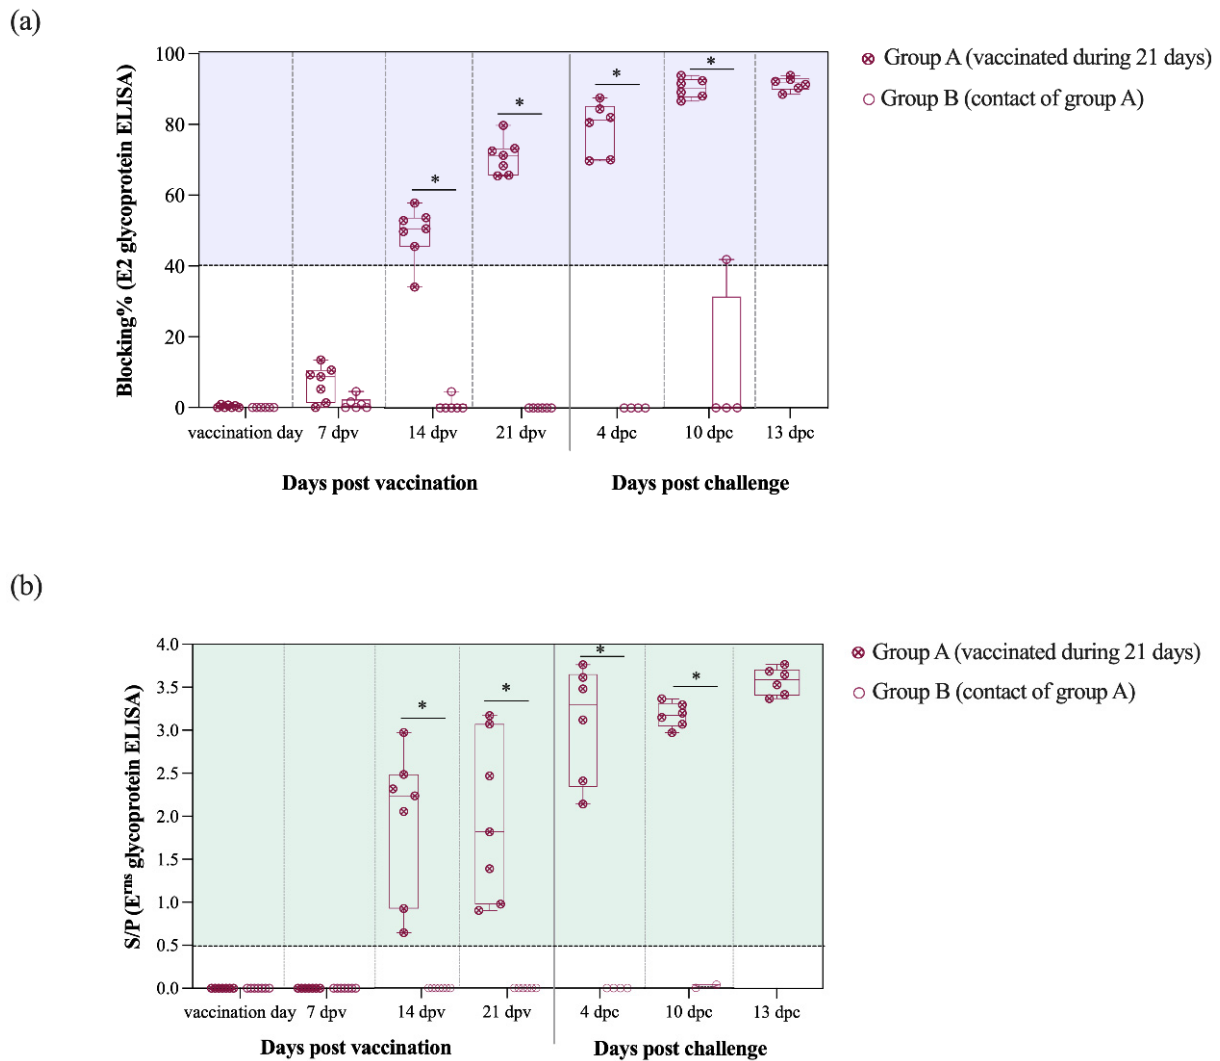 (a)
Blocking% (E2 glycoprotein ELISA)
100
80
60
40
20
0
* * * *
vaccination day 7 dpv 14 dpv 21 dpv 4 dpc 10 dpc 13 dpc
Days post vaccination Days post challenge
Group A (vaccinated during 21 days)
Group B (contact of group A)
(b)
S/P (Erns glycoprotein ELISA)
4.0
3.5
3.0
2.5
2.0
1.5
1.0
0.5
0.0
* * * *
vaccination day 7 dpv 14 dpv 21 dpv 4 dpc 10 dpc 13 dpc
Days post vaccination Days post challenge
Group A (vaccinated during 21 days)
Group B (contact of group A)